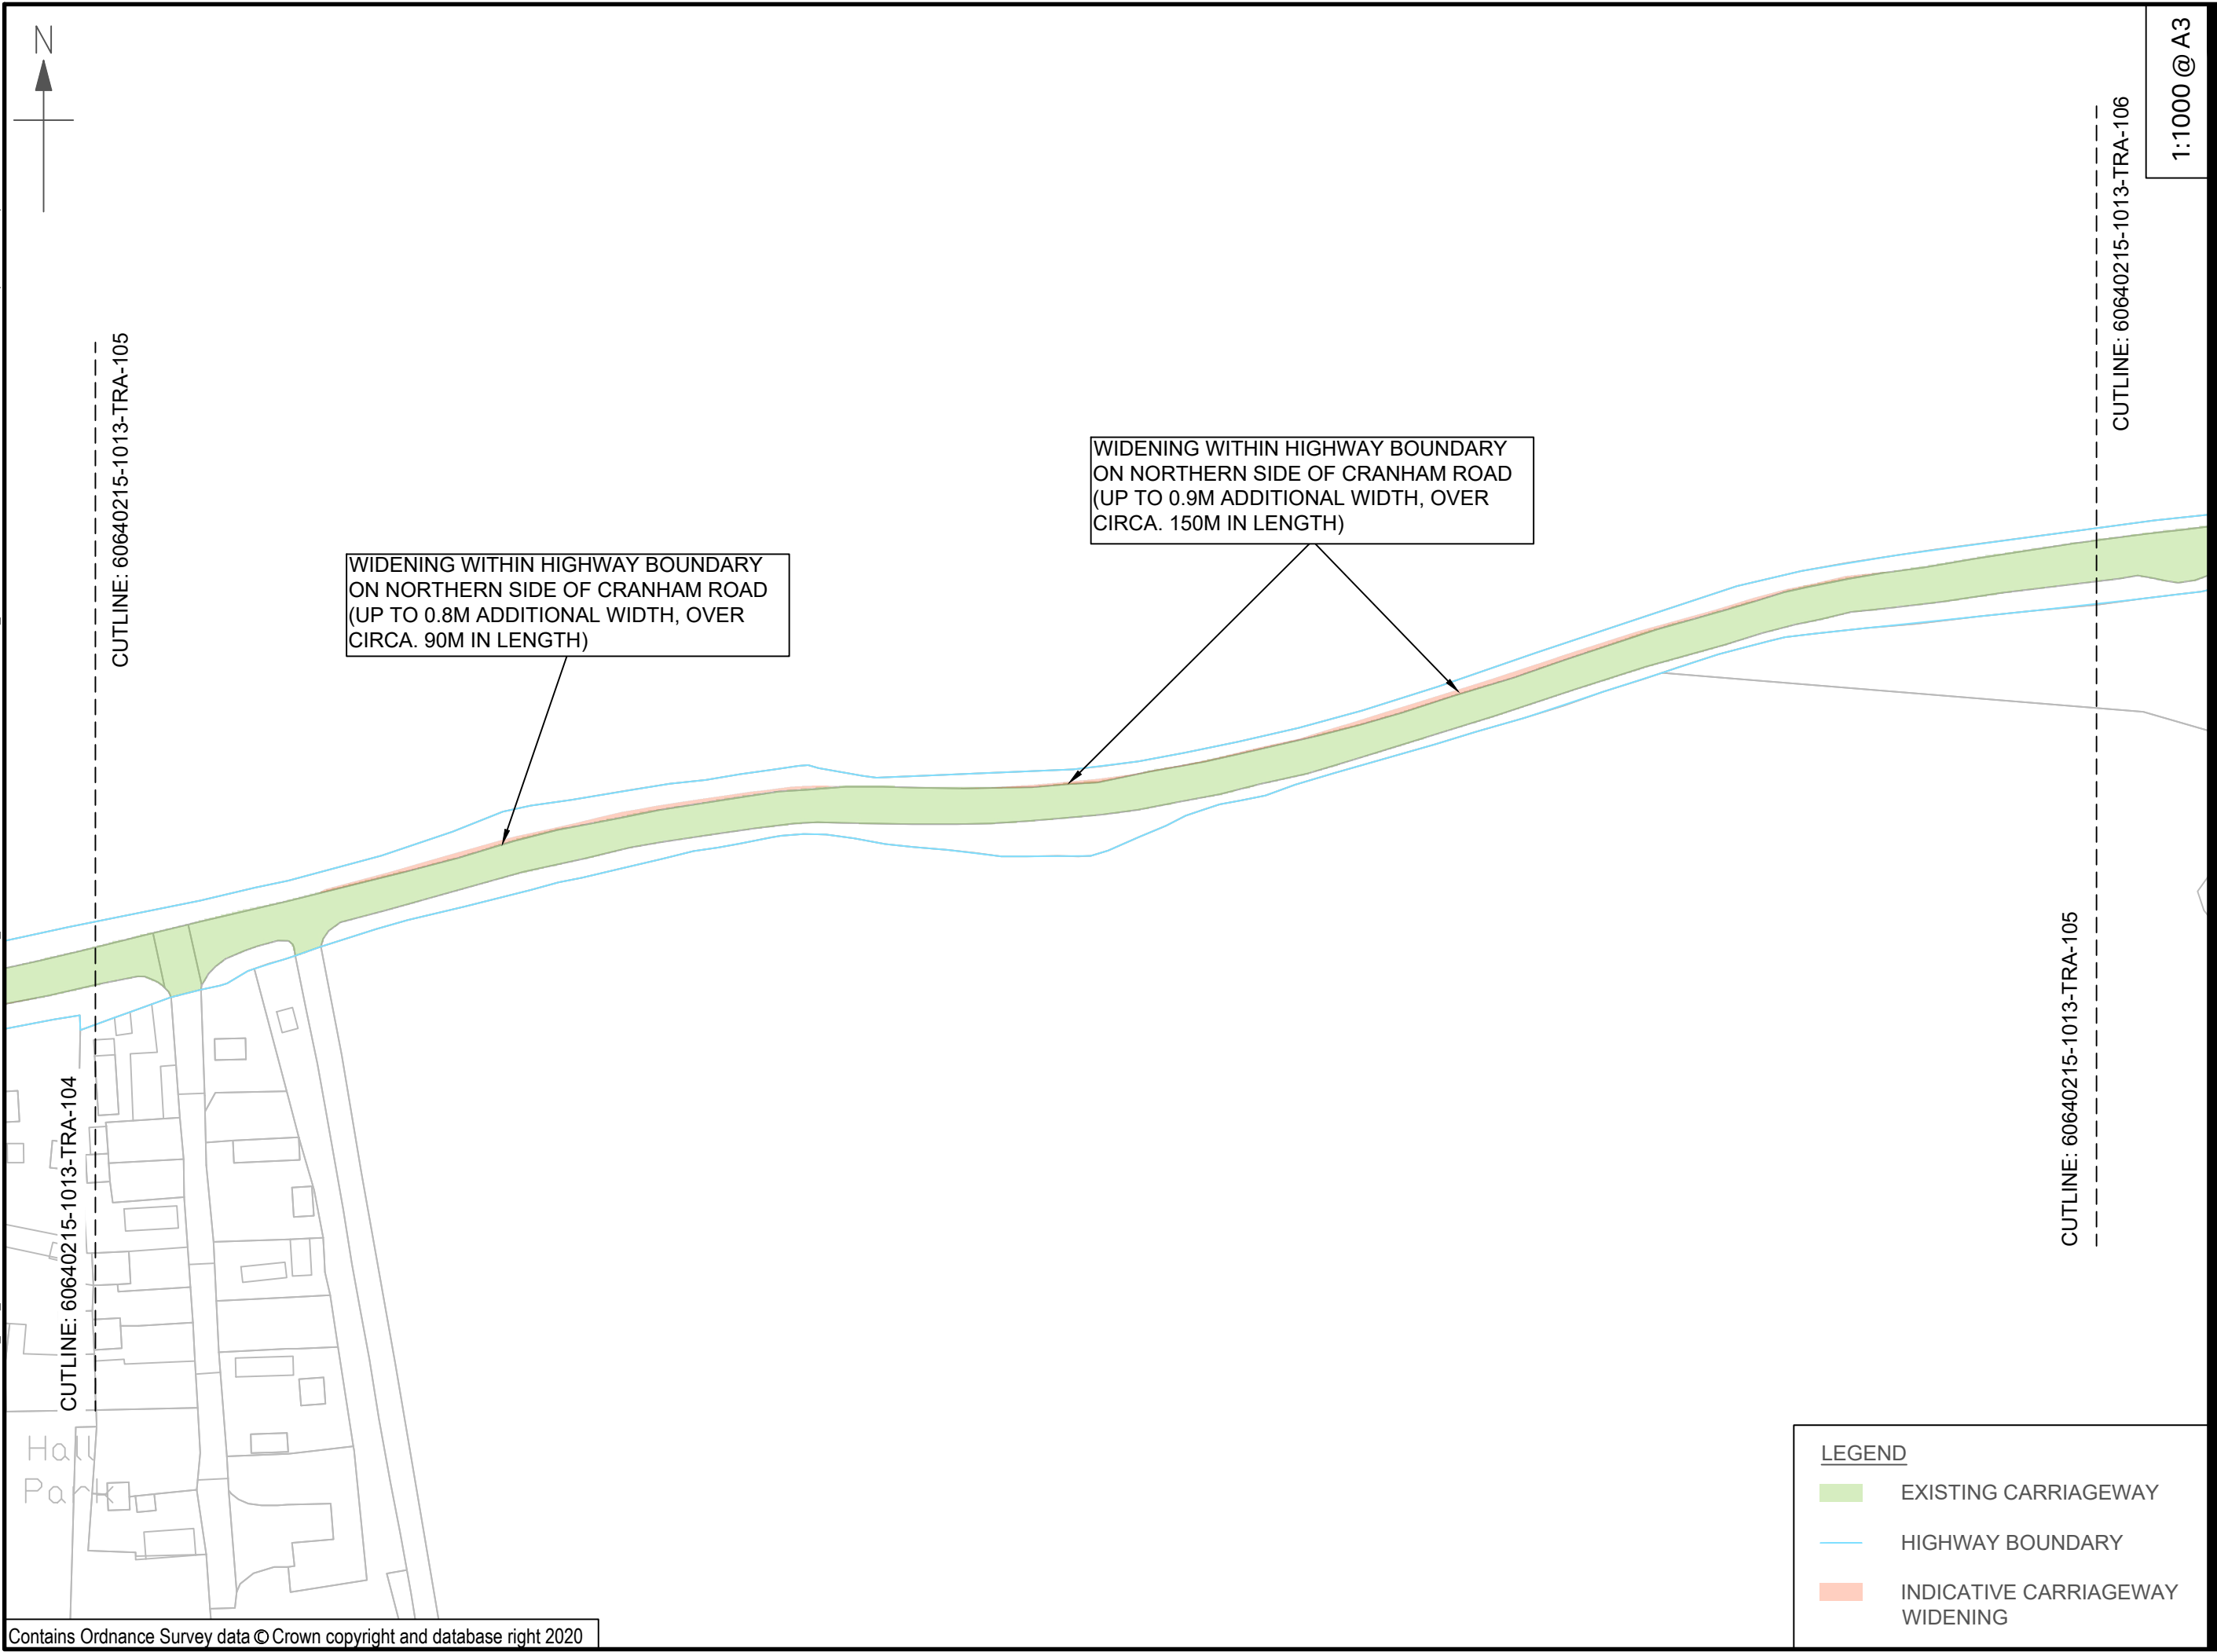 N
1:1000 @ A3
CUTLINE: 60640215-1013-TRA-106
CUTLINE: 60640215-1013-TRA-105
WIDENING WITHIN HIGHWAY BOUNDARY
ON NORTHERN SIDE OF CRANHAM ROAD
(UP TO 0.9M ADDITIONAL WIDTH, OVER
CIRCA. 150M IN LENGTH)
WIDENING WITHIN HIGHWAY BOUNDARY
ON NORTHERN SIDE OF CRANHAM ROAD
(UP TO 0.8M ADDITIONAL WIDTH, OVER
CIRCA. 90M IN LENGTH)
CUTLINE: 60640215-1013-TRA-105
CUTLINE: 60640215-1013-TRA-104
Hall
Park
LEGEND
EXISTING CARRIAGEWAY
HIGHWAY BOUNDARY
INDICATIVE CARRIAGEWAY
WIDENING
Contains Ordnance Survey data © Crown copyright and database right 2020